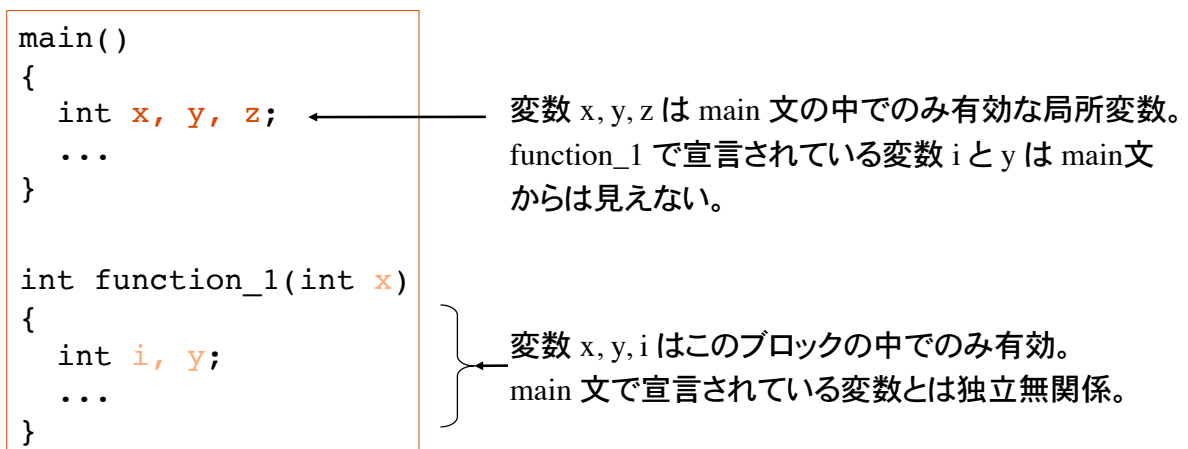 main()
{
int x, y, z;
...
}
変数 x, y, z は main 文の中でのみ有効な局所変数。
function_1 で宣言されている変数 i と y は main文
からは見えない。
int function_1(int x)
{
int i, y;
...
}
変数 x, y, i はこのブロックの中でのみ有効。
main 文で宣言されている変数とは独立無関係。